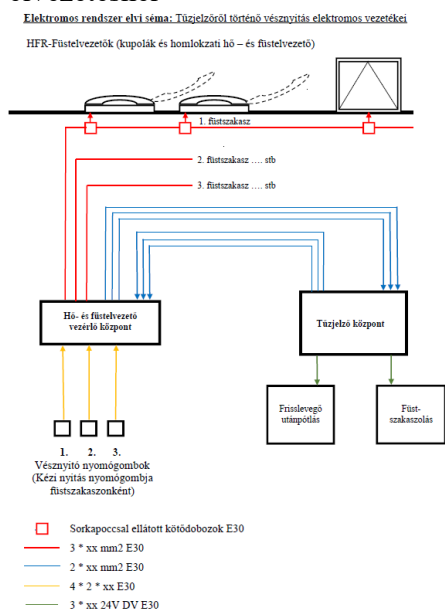 Elektromos rendszer elvi séma: Tűzjelzőről történő vésznyitás elektromos vezetékei
HFR-Füstelvezetők (kupolák és homlokzati hő – és füstelvezető)
1. füstszakasz
2. füstszakasz …. stb
3. füstszakasz …. stb
Hő- és füstelvezető
vezérlő központ
Tűzjelző központ
Frisslevegő
utánpótlás
Füst-
szakaszolás
1. 2. 3.
Vésznyitó nyomógombok
(Kézi nyitás nyomógombja
füstszakaszonként)
Sorkapoccsal ellátott kötődobozok E30
3 * xx mm2 E30
2 * xx mm2 E30
4 * 2 * xx E30
3 * xx 24V DV E30